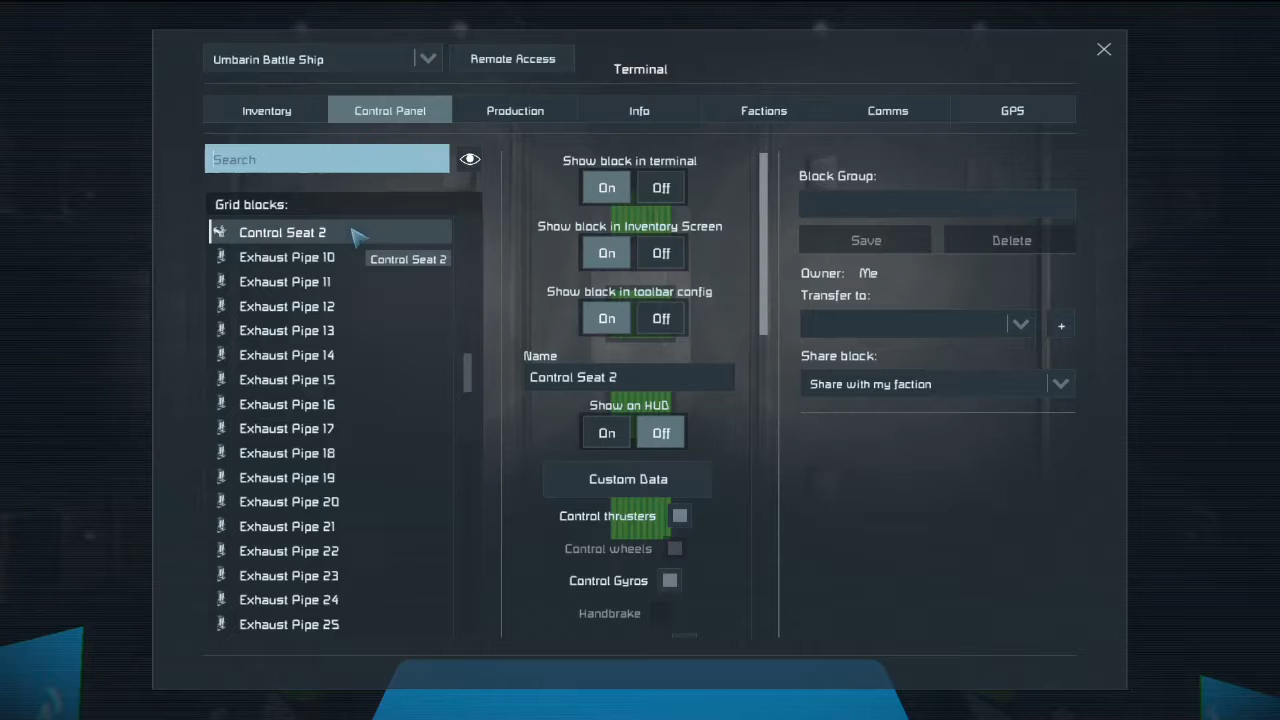 Umbarin Battle Ship
Remote Access
Terminal
Inventory
Control Panel
Production
Info
Factions
Comms
GPS
Search
Grid blocks:
Control Seat 2
Exhaust Pipe 10
Control Seat 2
Exhaust Pipe 11
Exhaust Pipe 12
Exhaust Pipe 13
Exhaust Pipe 14
Exhaust Pipe 15
Exhaust Pipe 16
Exhaust Pipe 17
Exhaust Pipe 18
Exhaust Pipe 19
Exhaust Pipe 20
Exhaust Pipe 21
Exhaust Pipe 22
Exhaust Pipe 23
Exhaust Pipe 24
Exhaust Pipe 25
Show block in terminal
On Off
Show block in Inventory Screen
On Off
Show block in toolbar config
On Off
Name
Control Seat 2
Show on HUD
On Off
Custom Data
Control thrusters
Control wheels
Control Gyros
Handbrake
Block Group:
Save
Delete
Owner: Me
Transfer to:
+
Share block:
Share with my faction